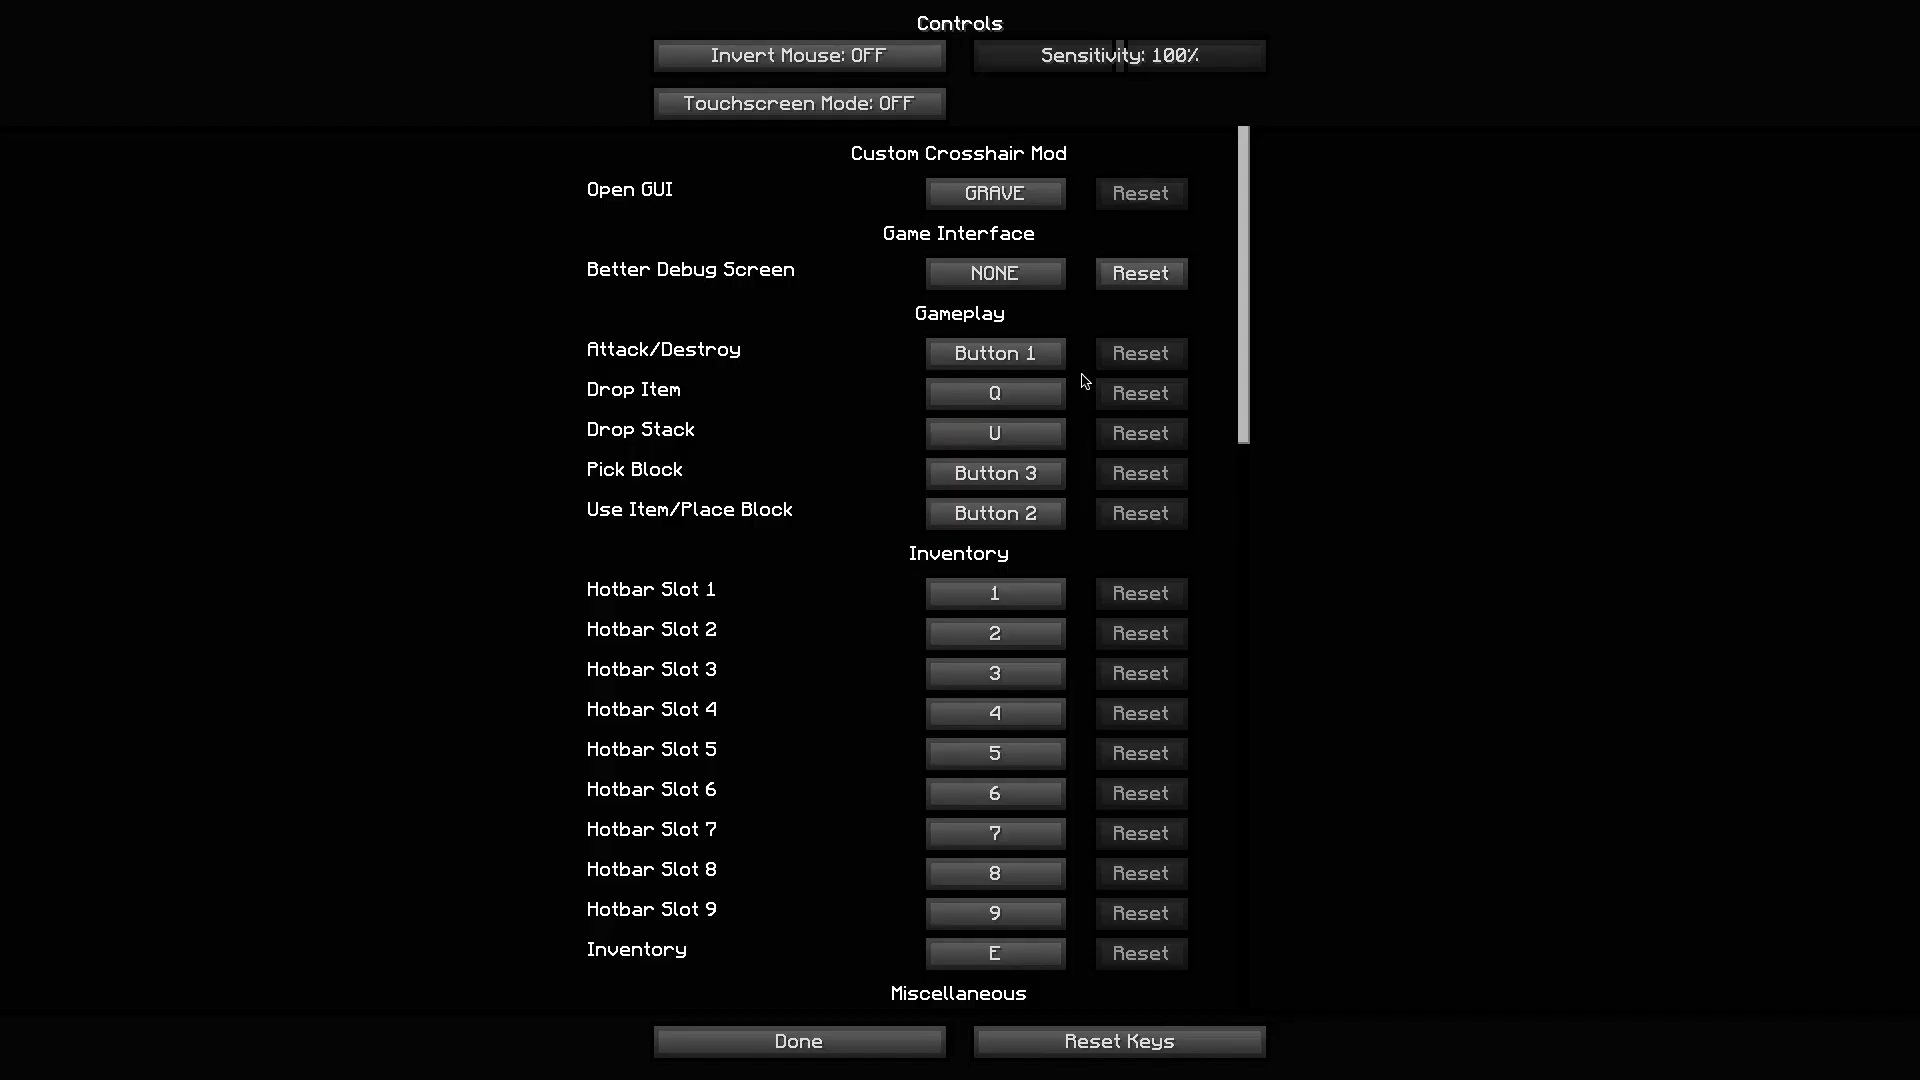 Controls
Invert Mouse: OFF Sensitivity: 100%
Touchscreen Mode: OFF
Custom Crosshair Mod
Open GUI GRAVE Reset
Game Interface
Better Debug Screen NONE Reset
Gameplay
Attack/Destroy Button 1 Reset
Drop Item Q Reset
Drop Stack U Reset
Pick Block Button 3 Reset
Use Item/Place Block Button 2 Reset
Inventory
Hotbar Slot 1 1 Reset
Hotbar Slot 2 2 Reset
Hotbar Slot 3 3 Reset
Hotbar Slot 4 4 Reset
Hotbar Slot 5 5 Reset
Hotbar Slot 6 6 Reset
Hotbar Slot 7 7 Reset
Hotbar Slot 8 8 Reset
Hotbar Slot 9 9 Reset
Inventory E Reset
Miscellaneous
Done Reset Keys